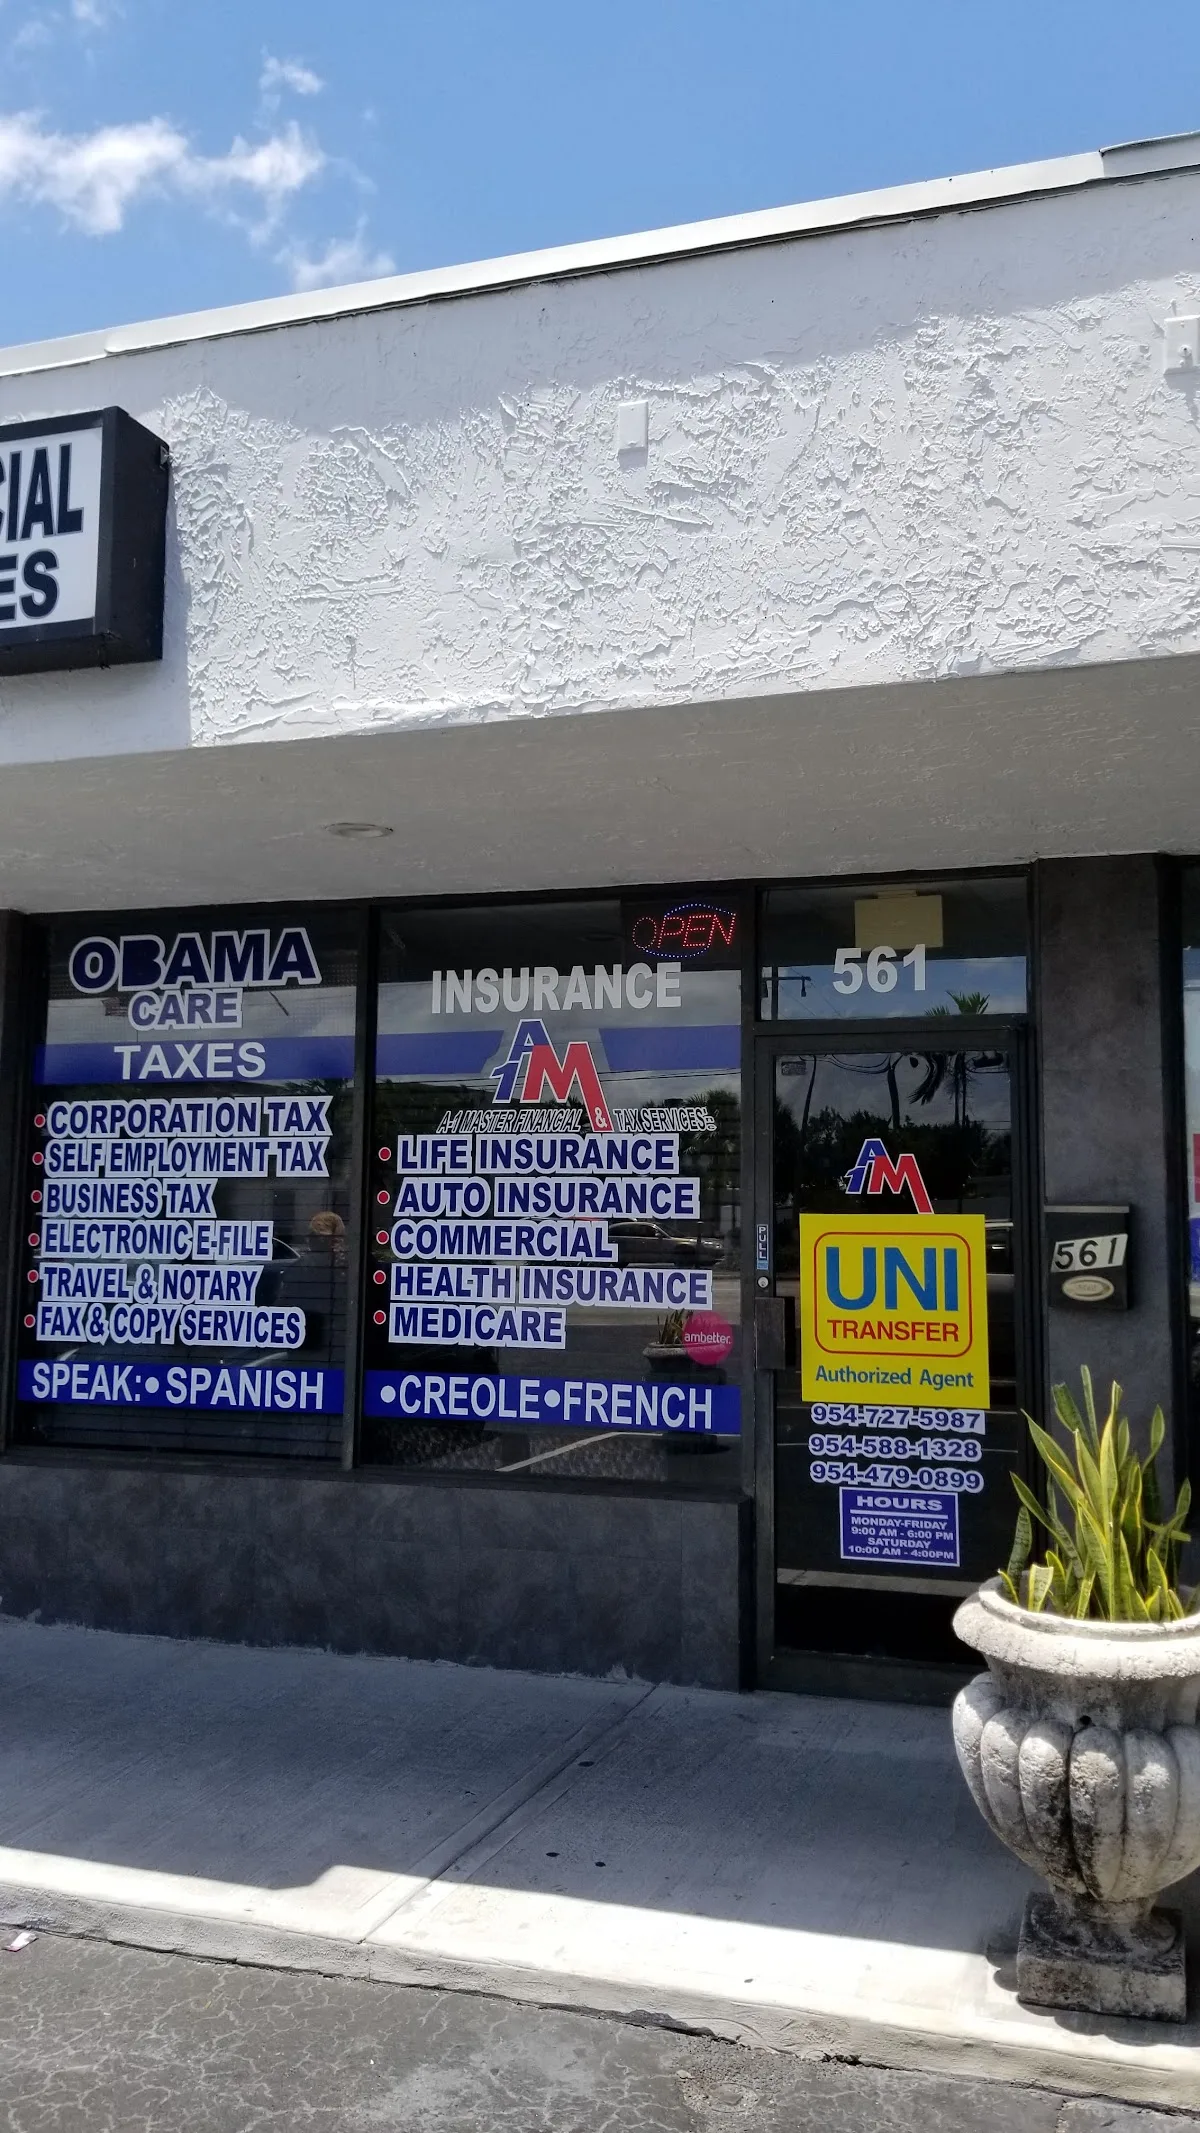 CIAL
ES
OBAMA
CARE
TAXES
• CORPORATION TAX
• SELF EMPLOYMENT TAX
• BUSINESS TAX
• ELECTRONIC E-FILE
• TRAVEL & NOTARY
• FAX & COPY SERVICES
SPEAK:• SPANISH
OPEN
INSURANCE
A1M
A-1 MASTER FINANCIAL & TAX SERVICES
• LIFE INSURANCE
• AUTO INSURANCE
• COMMERCIAL
• HEALTH INSURANCE
• MEDICARE
ambetter.
•CREOLE•FRENCH
561
A1M
PULL
UNI
TRANSFER
Authorized Agent
954-727-5987
954-588-1328
954-479-0899
HOURS
MONDAY-FRIDAY
9:00 AM - 6:00 PM
SATURDAY
10:00 AM - 4:00PM
561